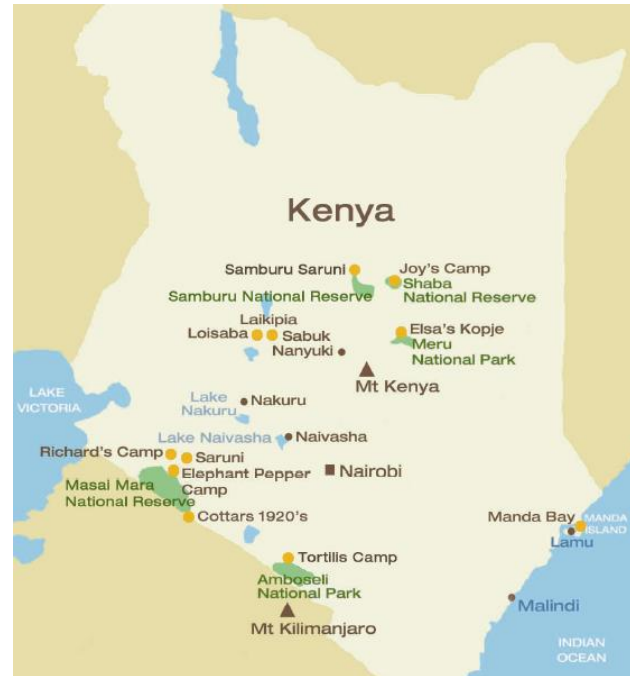 Kenya
Samburu Saruni
Joy's Camp
Shaba
National Reserve
Samburu National Reserve
Laikipia
Loisaba
Sabuk
Elsa's Kopje
Meru
National Park
Nanyuki
Mt Kenya
LAKE
VICTORIA
Lake
Nakuru
Nakuru
Lake Naivasha
Naivasha
Richard's Camp
Saruni
Elephant Pepper
Camp
Nairobi
Masai Mara
National Reserve
Cottars 1920's
Manda Bay
MANDA
ISLAND
Lamu
Tortilis Camp
Amboseli
National Park
Malindi
Mt Kilimanjaro
INDIAN
OCEAN